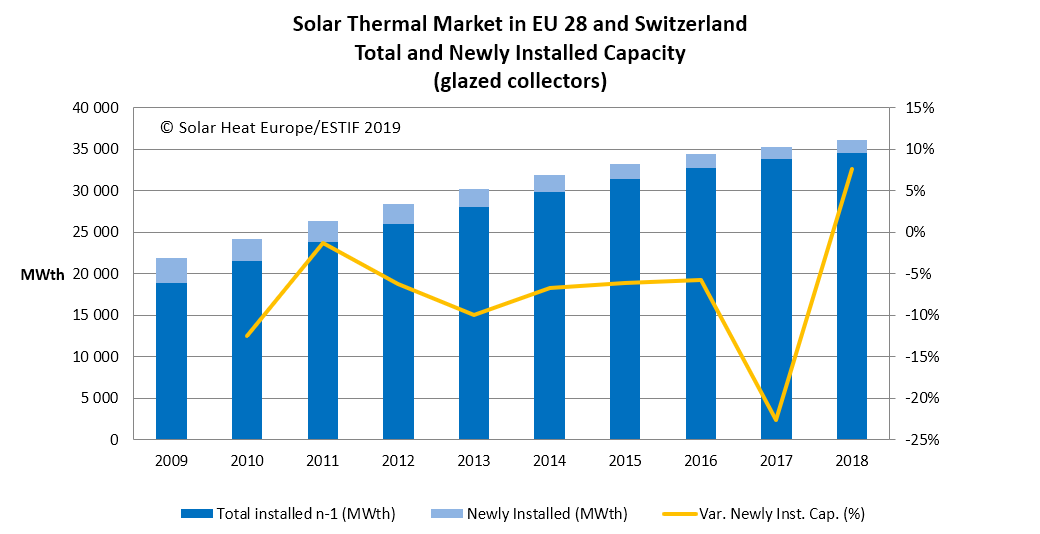 Solar Thermal Market in EU 28 and Switzerland
Total and Newly Installed Capacity
(glazed collectors)
40 000
15%
© Solar Heat Europe/ESTIF 2019
35 000
10%
30 000
5%
25 000
0%
MWth
20 000
-5%
15 000
-10%
10 000
-15%
5 000
-20%
0
-25%
2009 2010 2011 2012 2013 2014 2015 2016 2017 2018
Total installed n-1 (MWth) Newly Installed (MWth) Var. Newly Inst. Cap. (%)